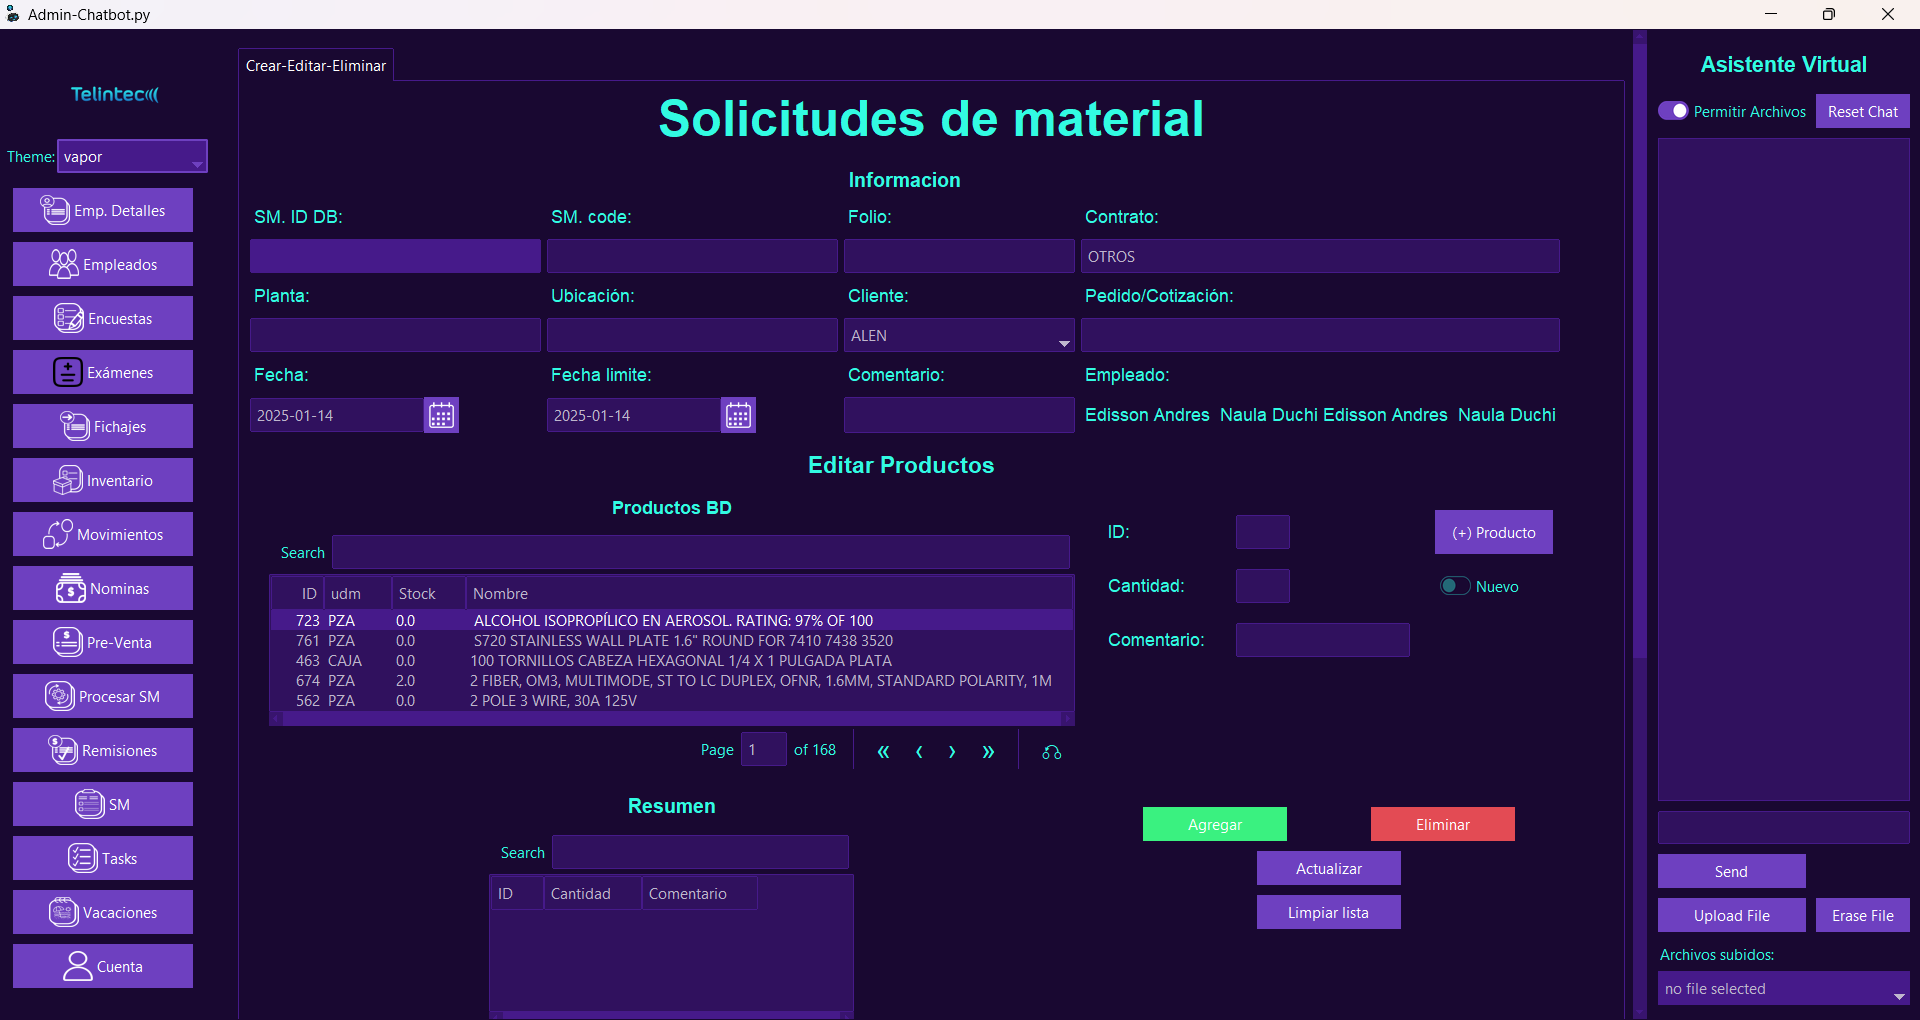 Admin-Chatbot.py
Telintec
Theme: vapor
Emp. Detalles
Empleados
Encuestas
Exámenes
Fichajes
Inventario
Movimientos
Nominas
Pre-Venta
Procesar SM
Remisiones
SM
Tasks
Vacaciones
Cuenta
Crear-Editar-Eliminar
Solicitudes de material
Informacion
SM. ID DB: SM. code: Folio: Contrato:
OTROS
Planta: Ubicación: Cliente: Pedido/Cotización:
ALEN
Fecha: Fecha limite: Comentario: Empleado:
2025-01-14 2025-01-14 Edisson Andres Naula Duchi Edisson Andres Naula Duchi
Editar Productos
Productos BD
Search
ID udm Stock Nombre
723 PZA 0.0 ALCOHOL ISOPROPÍLICO EN AEROSOL. RATING: 97% OF 100
761 PZA 0.0 S720 STAINLESS WALL PLATE 1.6" ROUND FOR 7410 7438 3520
463 CAJA 0.0 100 TORNILLOS CABEZA HEXAGONAL 1/4 X 1 PULGADA PLATA
674 PZA 2.0 2 FIBER, OM3, MULTIMODE, ST TO LC DUPLEX, OFNR, 1.6MM, STANDARD POLARITY, 1M
562 PZA 0.0 2 POLE 3 WIRE, 30A 125V
Page 1 of 168 « ‹ › »
ID: (+) Producto
Cantidad: Nuevo
Comentario:
Resumen
Search
ID Cantidad Comentario
Agregar Eliminar
Actualizar
Limpiar lista
Asistente Virtual
Permitir Archivos Reset Chat
Send
Upload File Erase File
Archivos subidos:
no file selected